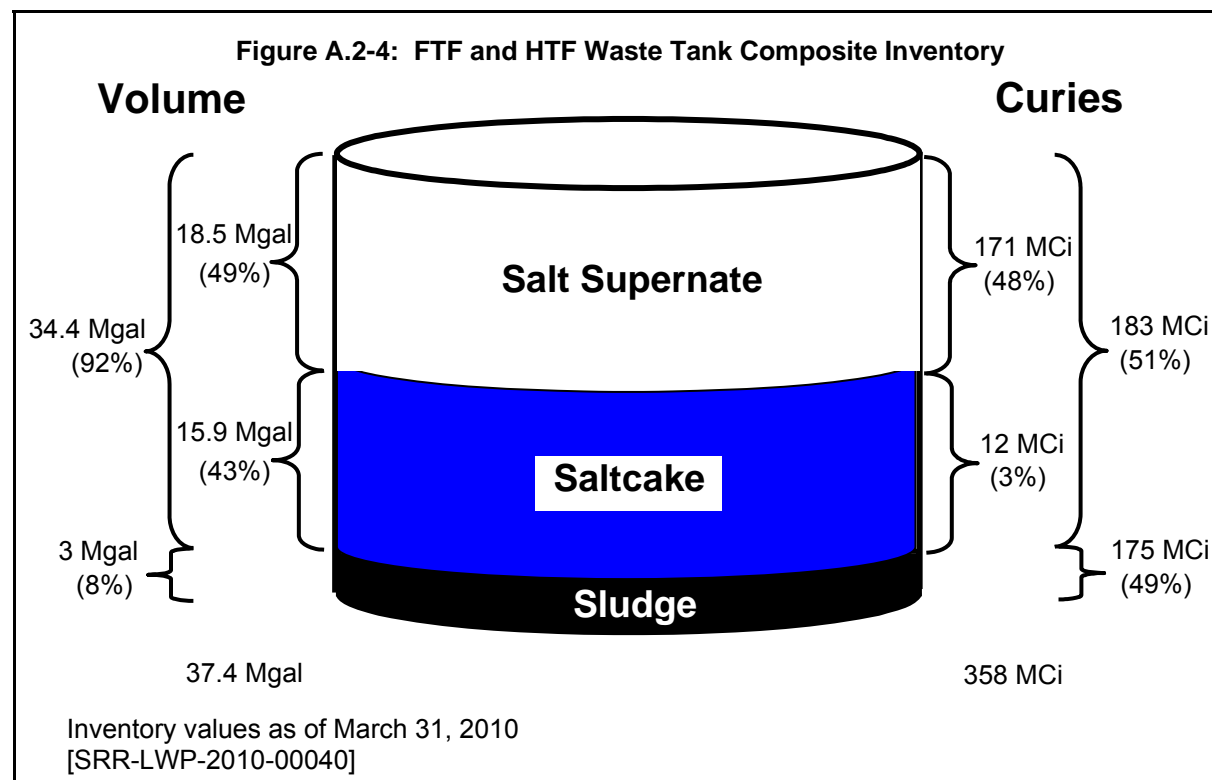 Figure A.2-4: FTF and HTF Waste Tank Composite Inventory
Volume
Curies
18.5 Mgal
(49%)
34.4 Mgal
(92%)
15.9 Mgal
(43%)
3 Mgal
(8%)
Salt Supernate
Saltcake
Sludge
171 MCi
(48%)
183 MCi
(51%)
12 MCi
(3%)
175 MCi
(49%)
37.4 Mgal
358 MCi
Inventory values as of March 31, 2010
[SRR-LWP-2010-00040]